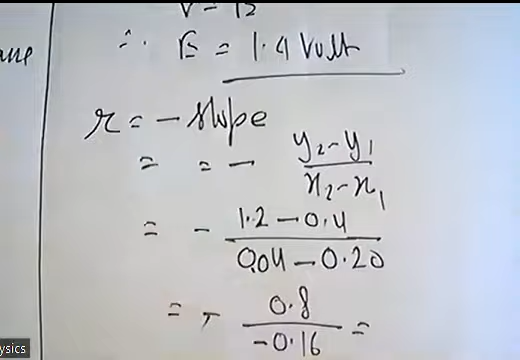 V = 12
∴ E = 1.4 Volt
r = - slope
= = - y₂-y₁ / x₂-x₁
= - 1.2-0.4 / 0.04-0.20
= - 0.8 / -0.16 =
ysics